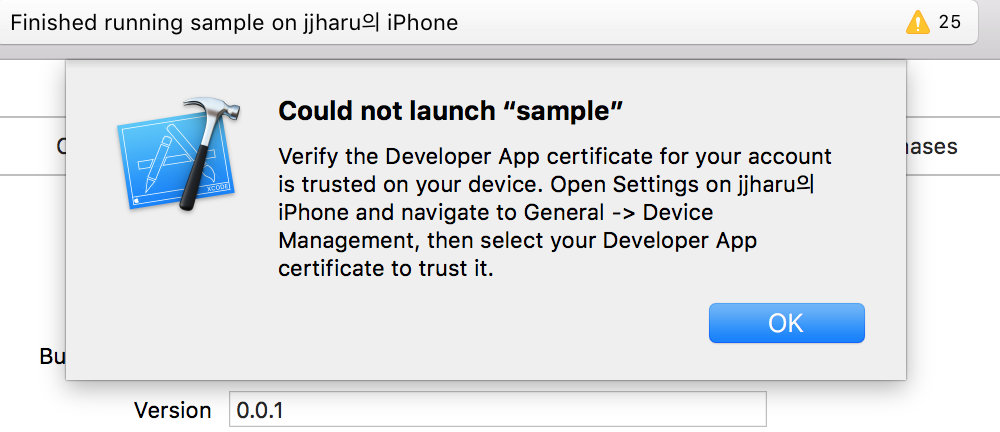 Finished running sample on jjharu의 iPhone
25
Could not launch “sample”
Verify the Developer App certificate for your account
is trusted on your device. Open Settings on jjharu의
iPhone and navigate to General -> Device
Management, then select your Developer App
certificate to trust it.
XCODE
OK
Version
0.0.1